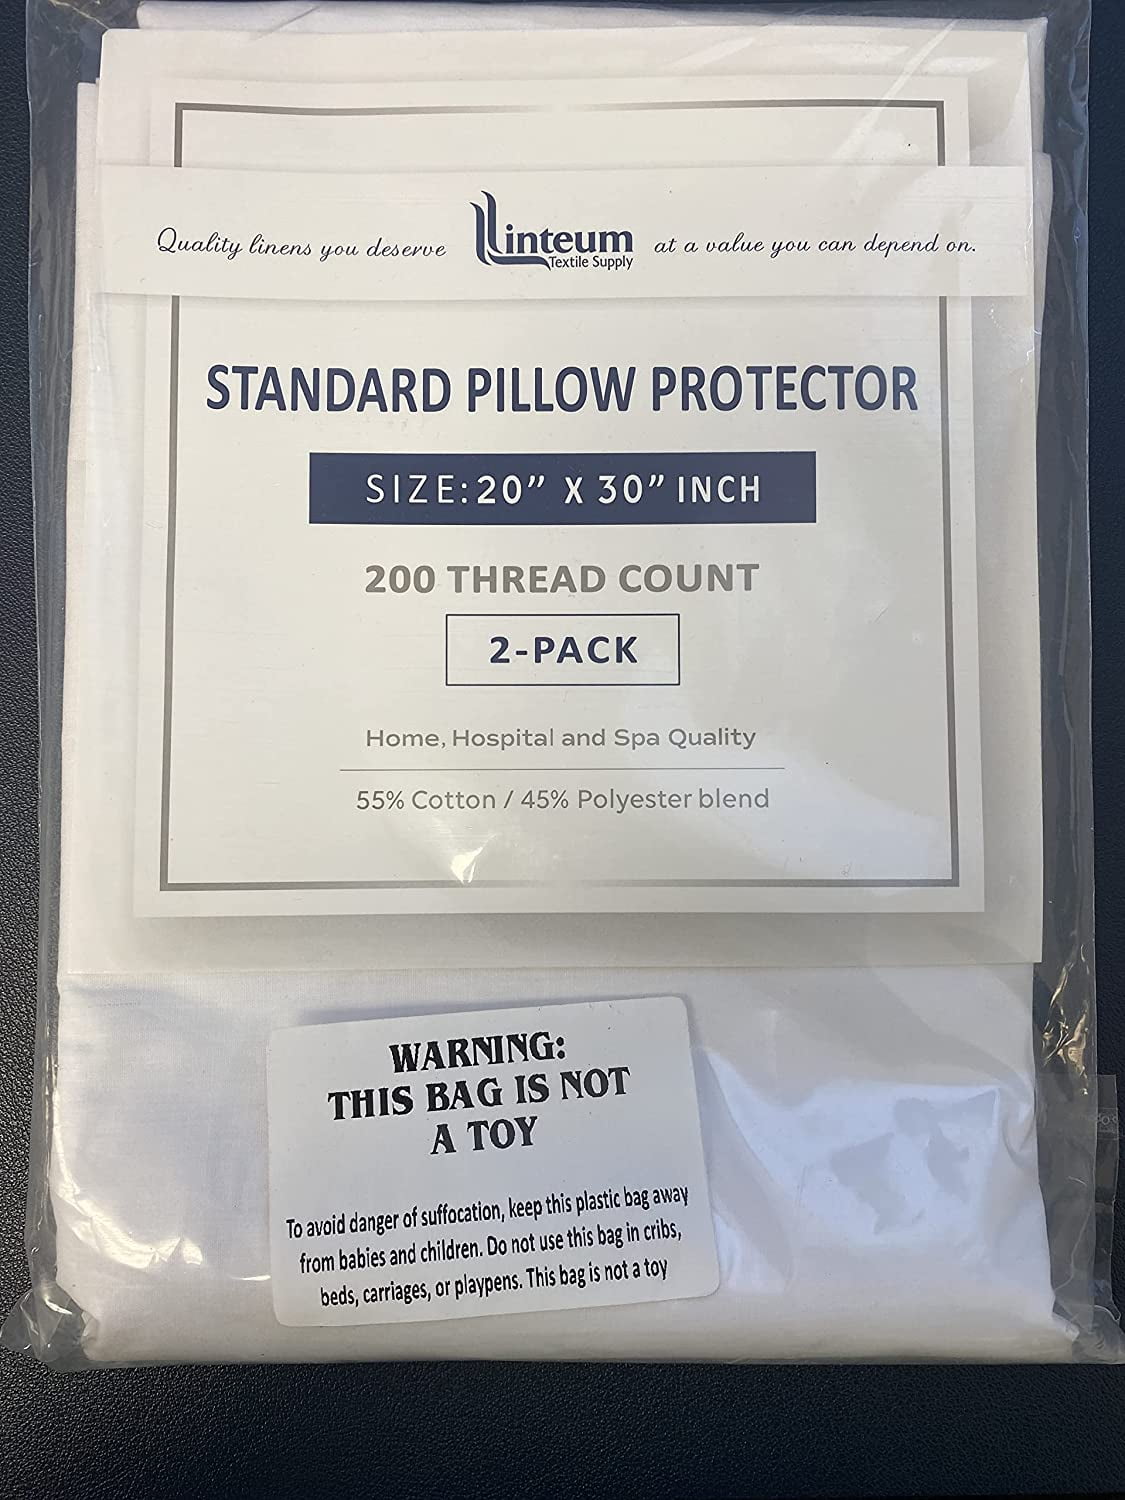 Quality linens you deserve Linteum at a value you can depend on.
Textile Supply
STANDARD PILLOW PROTECTOR
SIZE: 20” X 30” INCH
200 THREAD COUNT
2-PACK
Home, Hospital and Spa Quality
55% Cotton / 45% Polyester blend
WARNING:
THIS BAG IS NOT
A TOY
To avoid danger of suffocation, keep this plastic bag away
from babies and children. Do not use this bag in cribs,
beds, carriages, or playpens. This bag is not a toy